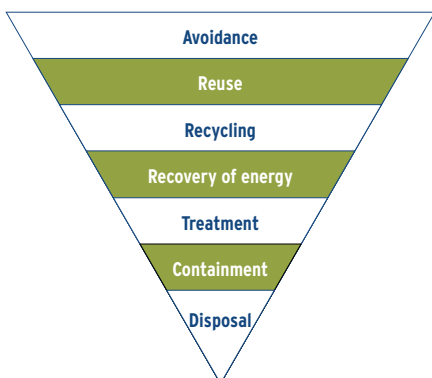 Avoidance
Reuse
Recycling
Recovery of energy
Treatment
Containment
Disposal